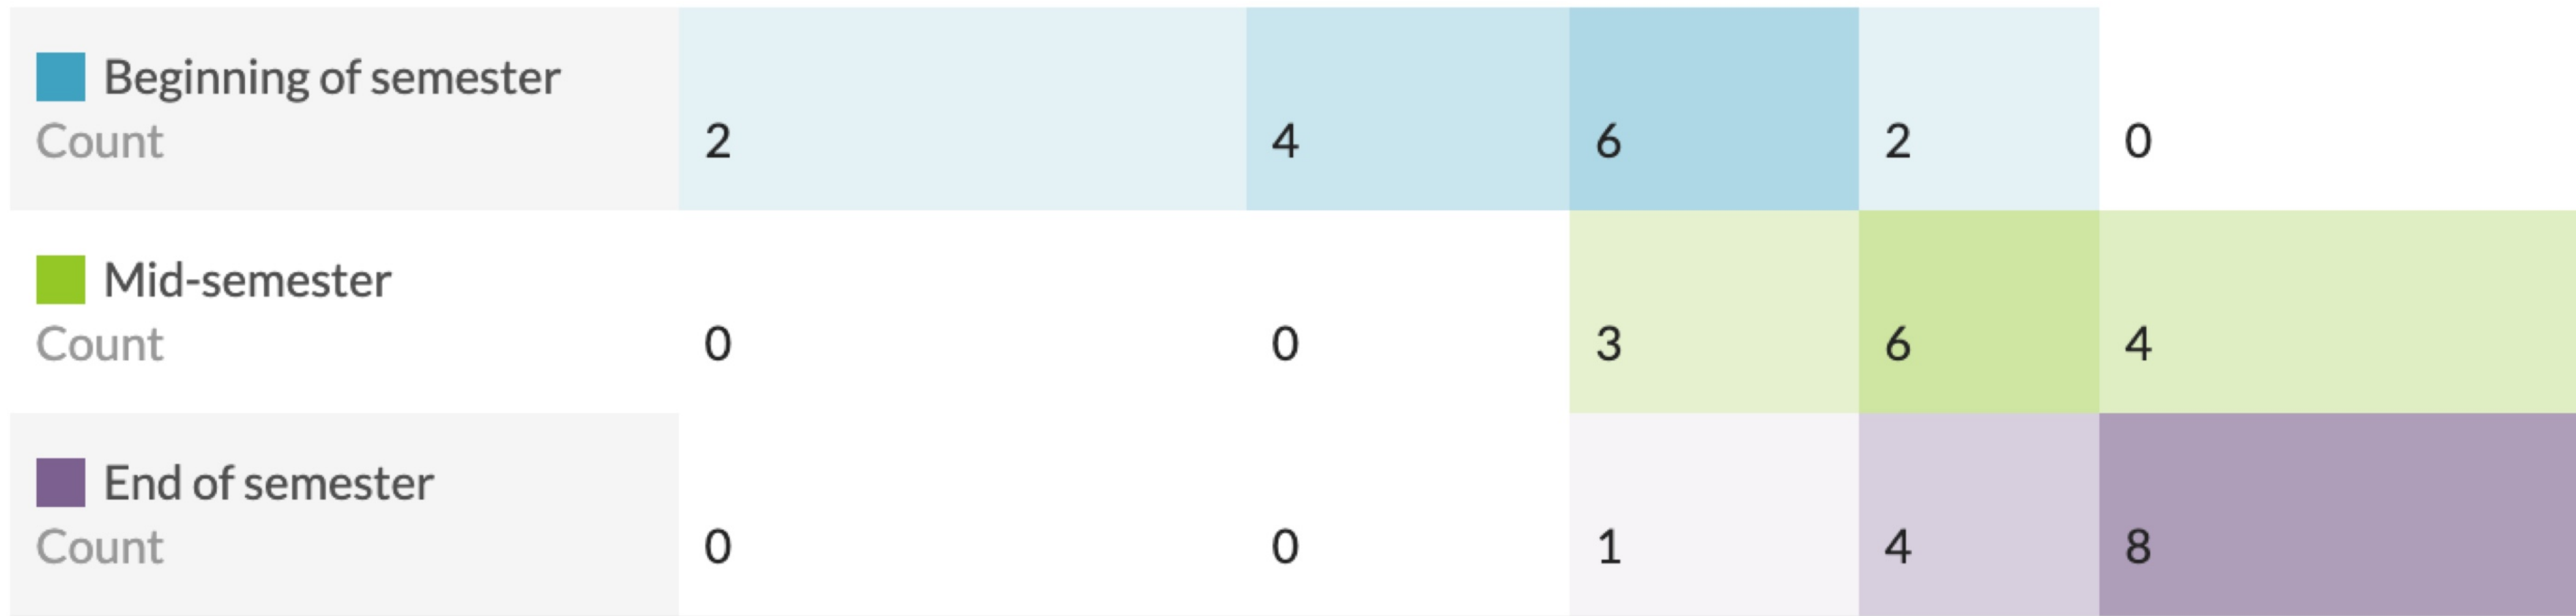 Beginning of semester
Count 2 4 6 2 0
Mid-semester
Count 0 0 3 6 4
End of semester
Count 0 0 1 4 8